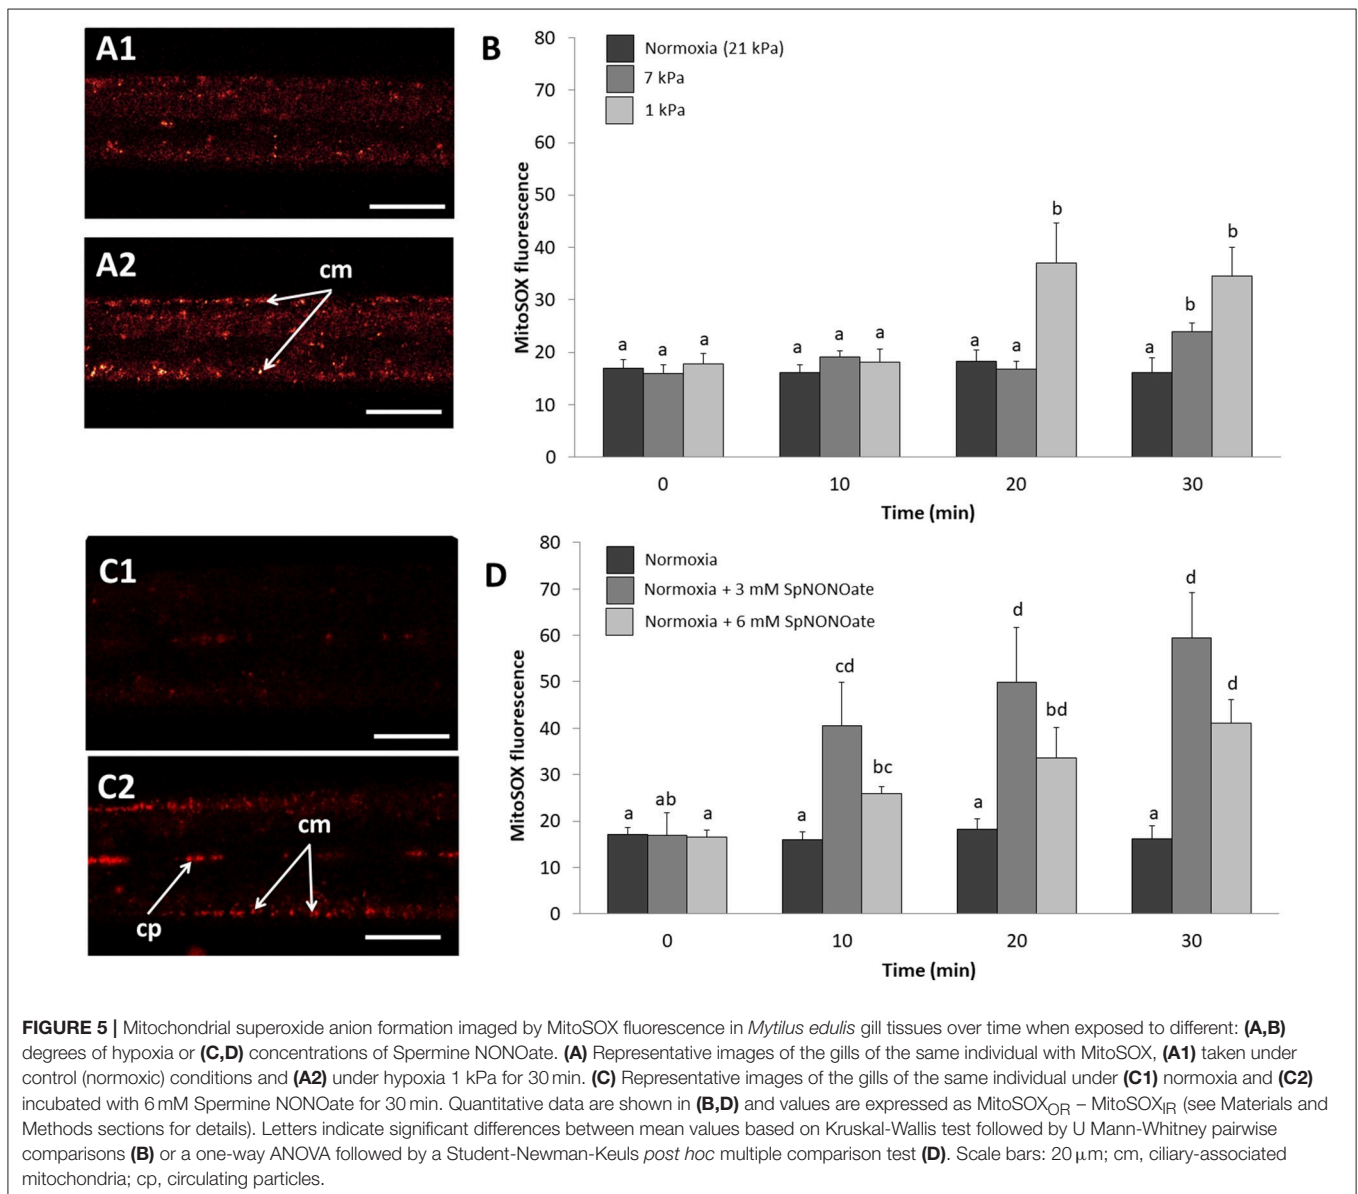 A1
A2
cm
B
Normoxia (21 kPa)
7 kPa
1 kPa
MitoSOX fluorescence
80
70
60
50
40
30
20
10
0
a a a
a a a
a a b
a b b
0 10 20 30
Time (min)
C1
C2
cm
cp
D
Normoxia
Normoxia + 3 mM SpNONOate
Normoxia + 6 mM SpNONOate
MitoSOX fluorescence
80
70
60
50
40
30
20
10
0
a ab a
a cd bc
a d bd
a d d
0 10 20 30
Time (min)
FIGURE 5 | Mitochondrial superoxide anion formation imaged by MitoSOX fluorescence in Mytilus edulis gill tissues over time when exposed to different: (A,B)
degrees of hypoxia or (C,D) concentrations of Spermine NONOate. (A) Representative images of the gills of the same individual with MitoSOX, (A1) taken under
control (normoxic) conditions and (A2) under hypoxia 1 kPa for 30 min. (C) Representative images of the gills of the same individual under (C1) normoxia and (C2)
incubated with 6 mM Spermine NONOate for 30 min. Quantitative data are shown in (B,D) and values are expressed as MitoSOXOR – MitoSOXIR (see Materials and
Methods sections for details). Letters indicate significant differences between mean values based on Kruskal-Wallis test followed by U Mann-Whitney pairwise
comparisons (B) or a one-way ANOVA followed by a Student-Newman-Keuls post hoc multiple comparison test (D). Scale bars: 20 μm; cm, ciliary-associated
mitochondria; cp, circulating particles.